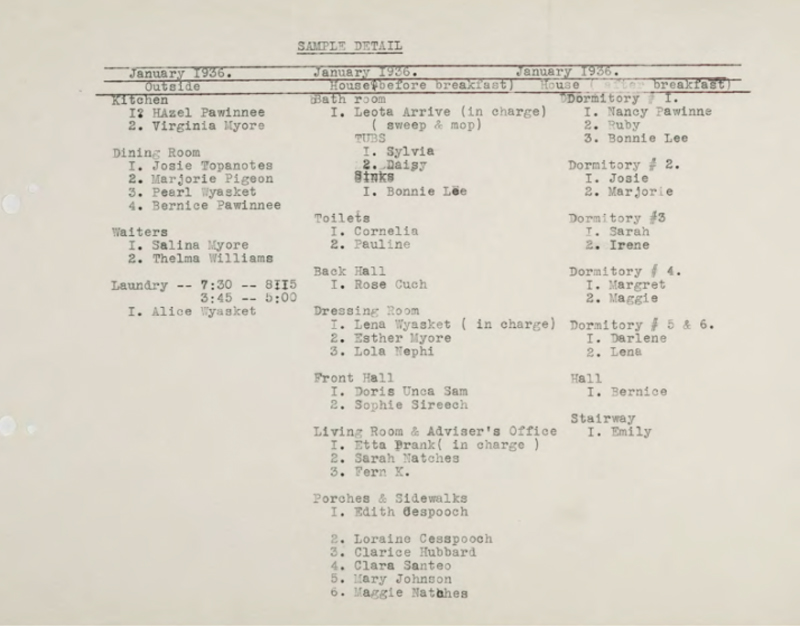 SAMPLE DETAIL
January 1936.
Outside
Kitchen
I? HAzel Pawinnee
2. Virginia Myore
Dining Room
I. Josie Topanotes
2. Marjorie Pigeon
3. Pearl Wyasket
4. Bernice Pawinnee
Waiters
I. Salina Myore
2. Thelma Williams
Laundry -- 7:30 -- 8II5
3:45 -- 5:00
I. Alice Wyasket
January 1936.
House(before breakfast)
Bath room
I. Leota Arrive (in charge)
( sweep & mop)
TUBS
I. Sylvia
2. Daisy
Sinks
I. Bonnie Lee
Toilets
I. Cornelia
2. Pauline
Back Hall
I. Rose Cuch
Dressing Room
I. Lena Wyasket ( in charge)
2. Esther Myore
3. Lola Nephi
Front Hall
I. Doris Unca Sam
2. Sophie Sireech
Living Room & Adviser's Office
I. Etta Prank( in charge )
2. Sarah Natches
3. Fern K.
Porches & Sidewalks
I. Edith Cespooch
2. Loraine Cesspooch
3. Clarice Hubbard
4. Clara Santeo
5. Mary Johnson
6. Maggie Natches
January 1936.
House ( after breakfast)
Dormitory # I.
I. Nancy Pawinne
2. Ruby
3. Bonnie Lee
Dormitory # 2.
I. Josie
2. Marjorie
Dormitory #3
I. Sarah
2. Irene
Dormitory # 4.
I. Margret
2. Maggie
Dormitory # 5 & 6.
I. Darlene
2. Lena
Hall
I. Bernice
Stairway
I. Emily